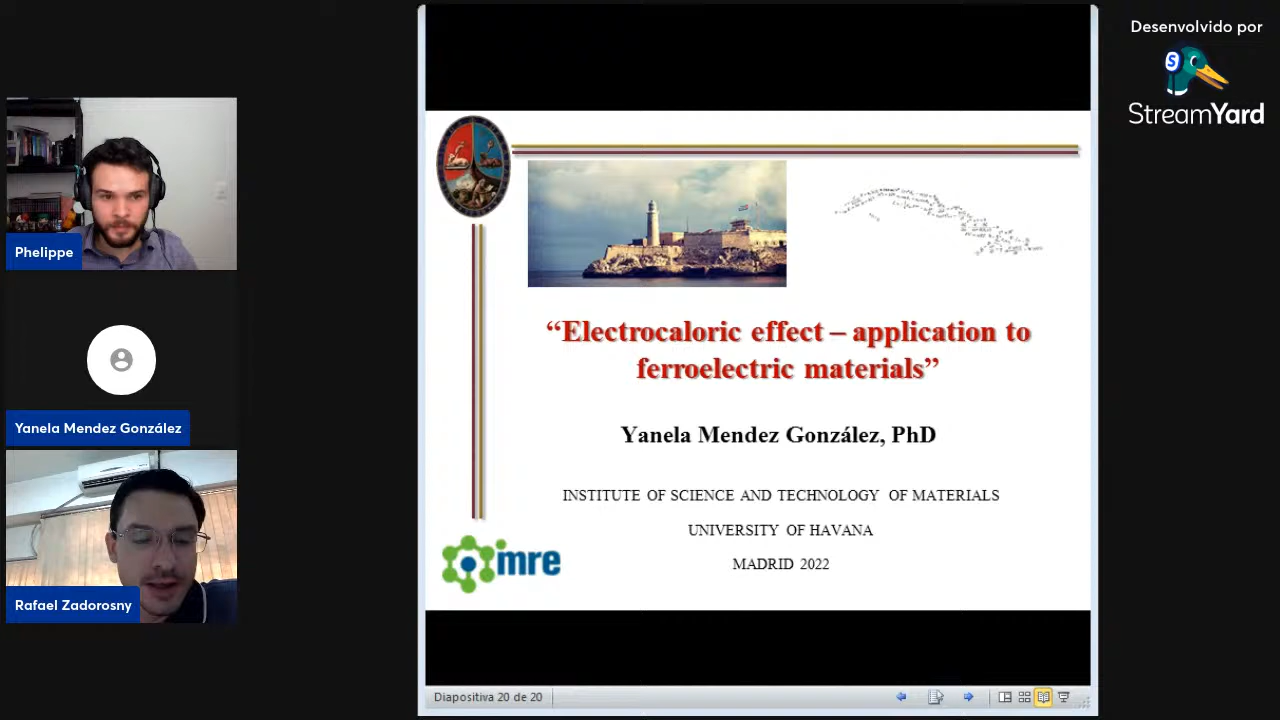 Desenvolvido por
StreamYard
Phelippe
Yanela Mendez González
Rafael Zadorosny
“Electrocaloric effect – application to
ferroelectric materials”
Yanela Mendez González, PhD
INSTITUTE OF SCIENCE AND TECHNOLOGY OF MATERIALS
UNIVERSITY OF HAVANA
MADRID 2022
imre
Diapositiva 20 de 20